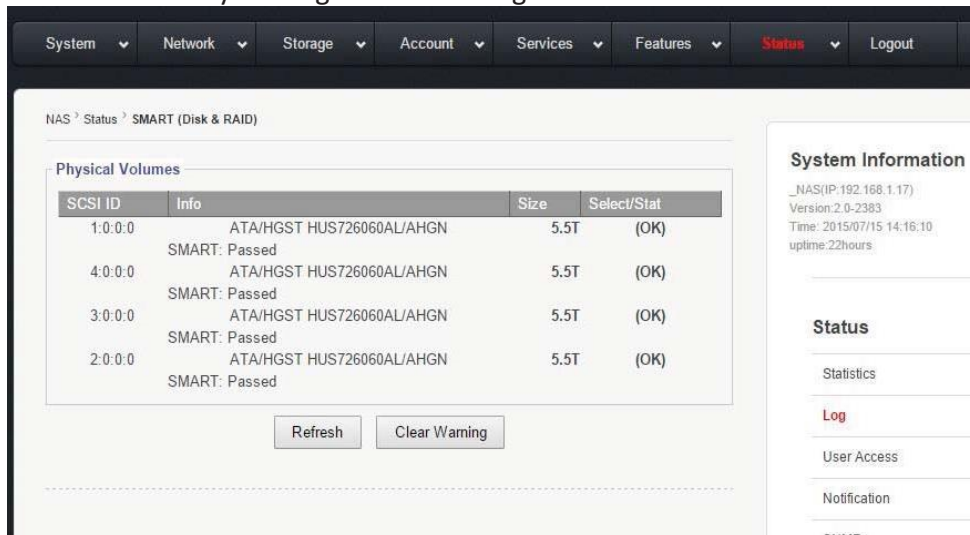 System Network Storage Account Services Features Status Logout
NAS > Status > SMART (Disk & RAID)
Physical Volumes
SCSI ID Info Size Select/Stat
1:0:0:0 ATA/HGST HUS726060AL/AHGN 5.5T (OK)
SMART: Passed
4:0:0:0 ATA/HGST HUS726060AL/AHGN 5.5T (OK)
SMART: Passed
3:0:0:0 ATA/HGST HUS726060AL/AHGN 5.5T (OK)
SMART: Passed
2:0:0:0 ATA/HGST HUS726060AL/AHGN 5.5T (OK)
SMART: Passed
Refresh Clear Warning
System Information
_NAS(IP:192.168.1.17)
Version:2.0-2383
Time: 2015/07/15 14:16:10
uptime:22hours
Status
Statistics
Log
User Access
Notification